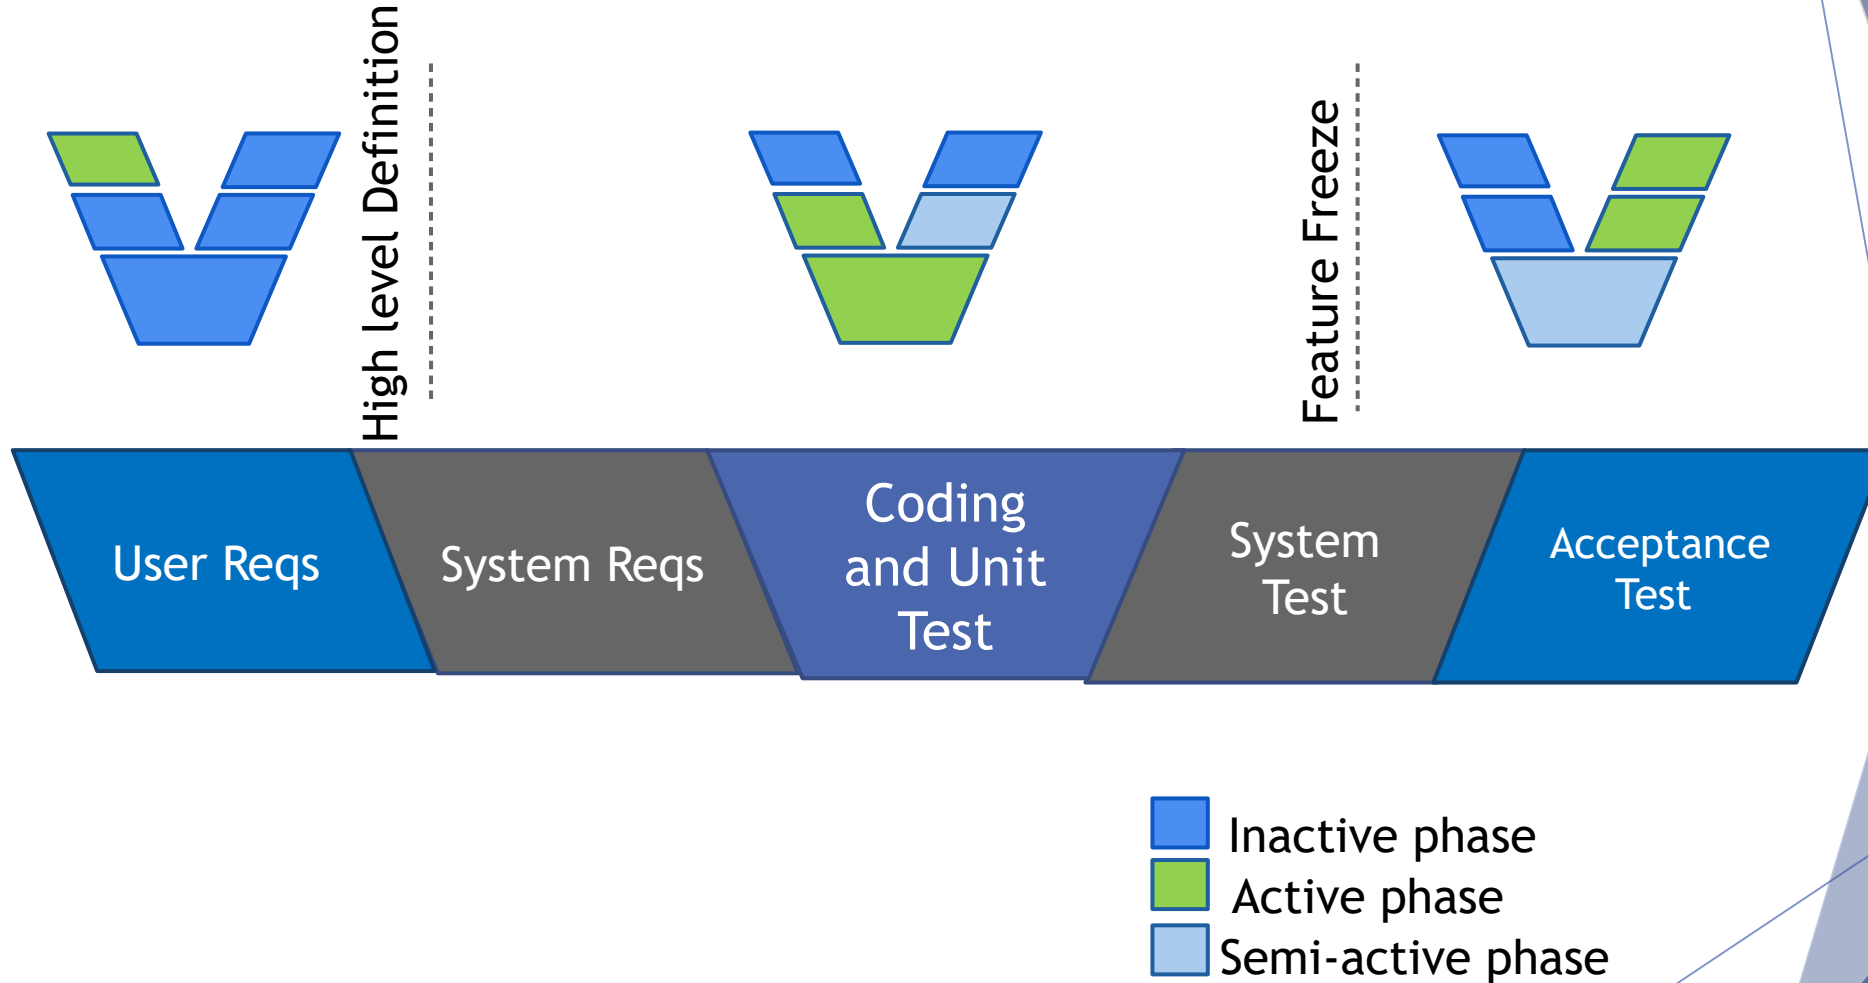 High level Definition
Feature Freeze
User Reqs
System Reqs
Coding
and Unit
Test
System
Test
Acceptance
Test
Inactive phase
Active phase
Semi-active phase